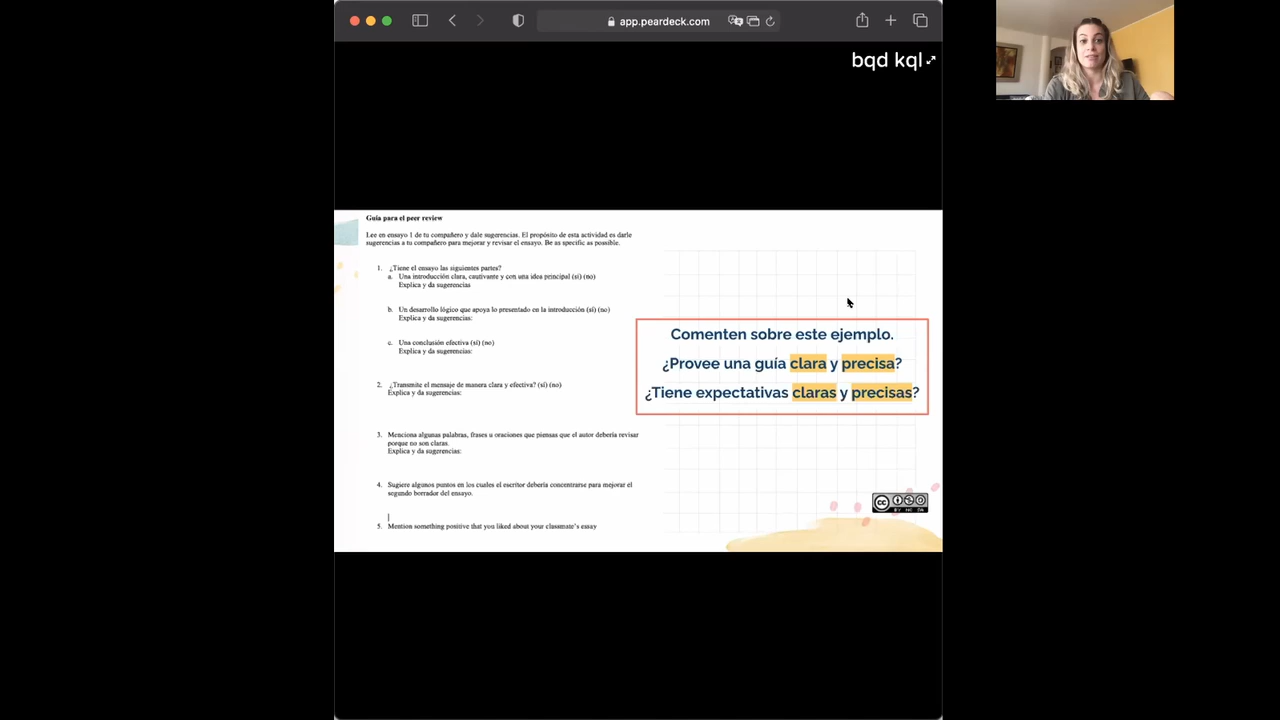 app.peardeck.com
bqd kql
Guía para el peer review
Lee en ensayo 1 de tu compañero y dale sugerencias. El propósito de esta actividad es darle
sugerencias a tu compañero para mejorar y revisar el ensayo. Be as specific as possible.
1. ¿Tiene el ensayo las siguientes partes?
a. Una introducción clara, cautivante y con una idea principal (sí) (no)
Explica y da sugerencias
b. Un desarrollo lógico que apoya lo presentado en la introducción (sí) (no)
Explica y da sugerencias:
c. Una conclusión efectiva (sí) (no)
Explica y da sugerencias:
2. ¿Transmite el mensaje de manera clara y efectiva? (sí) (no)
Explica y da sugerencias:
3. Menciona algunas palabras, frases u oraciones que piensas que el autor debería revisar
porque no son claras.
Explica y da sugerencias:
4. Sugiere algunos puntos en los cuales el escritor debería concentrarse para mejorar el
segundo borrador del ensayo.
5. Mention something positive that you liked about your classmate's essay
Comenten sobre este ejemplo.
¿Provee una guía clara y precisa?
¿Tiene expectativas claras y precisas?
cc
BY NC SA